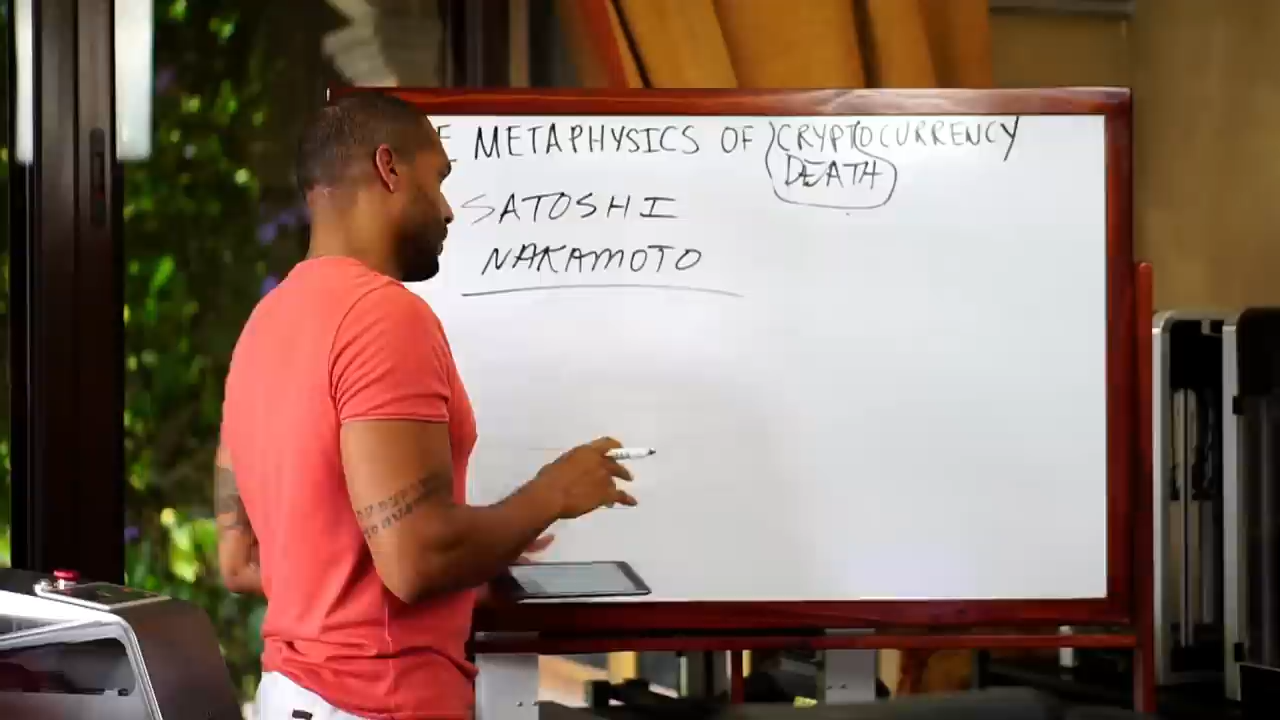 E METAPHYSICS OF CRYPTOCURRENCY
DEATH
SATOSHI
NAKAMOTO